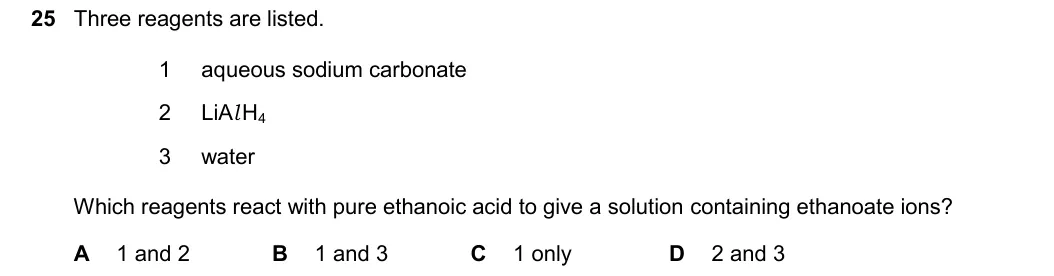 25 Three reagents are listed.
1 aqueous sodium carbonate
2 LiAlH₄
3 water
Which reagents react with pure ethanoic acid to give a solution containing ethanoate ions?
A 1 and 2 B 1 and 3 C 1 only D 2 and 3